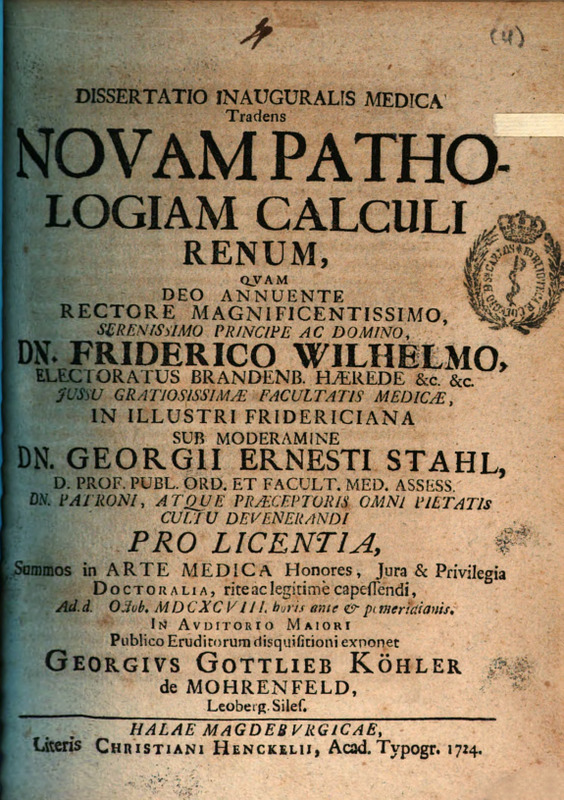 (4)
DISSERTATIO INAUGURALIS MEDICA
Tradens
NOVAM PATHO-
LOGIAM CALCULI
RENUM,
QVAM
DEO ANNUENTE
RECTORE MAGNIFICENTISSIMO,
SERENISSIMO PRINCIPE AC DOMINO,
DN. FRIDERICO WILHELMO,
ELECTORATUS BRANDENB. HÆREDE &c. &c.
JUSSU GRATIOSISSIMÆ FACULTATIS MEDICÆ,
IN ILLUSTRI FRIDERICIANA
SUB MODERAMINE
DN. GEORGII ERNESTI STAHL,
D. PROF. PUBL. ORD. ET FACULT. MED. ASSESS.
DN. PATRONI, ATQUE PRÆCEPTORIS OMNI PIETATIS
CULTU DEVENERANDI
PRO LICENTIA,
Summos in ARTE MEDICA Honores, Jura & Privilegia
DOCTORALIA, rite ac legitimè capessendi,
Ad. d. Octob. MDCXCVIII. horis ante & pomeridianis.
IN AVDITORIO MAIORI
Publico Eruditorum disquisitioni exponet
GEORGIVS GOTTLIEB KÖHLER
de MOHRENFELD,
Leoberg. Siles.
HALAE MAGDEBVRGICAE,
Literis CHRISTIANI HENCKELII, Acad. Typogr. 1724.